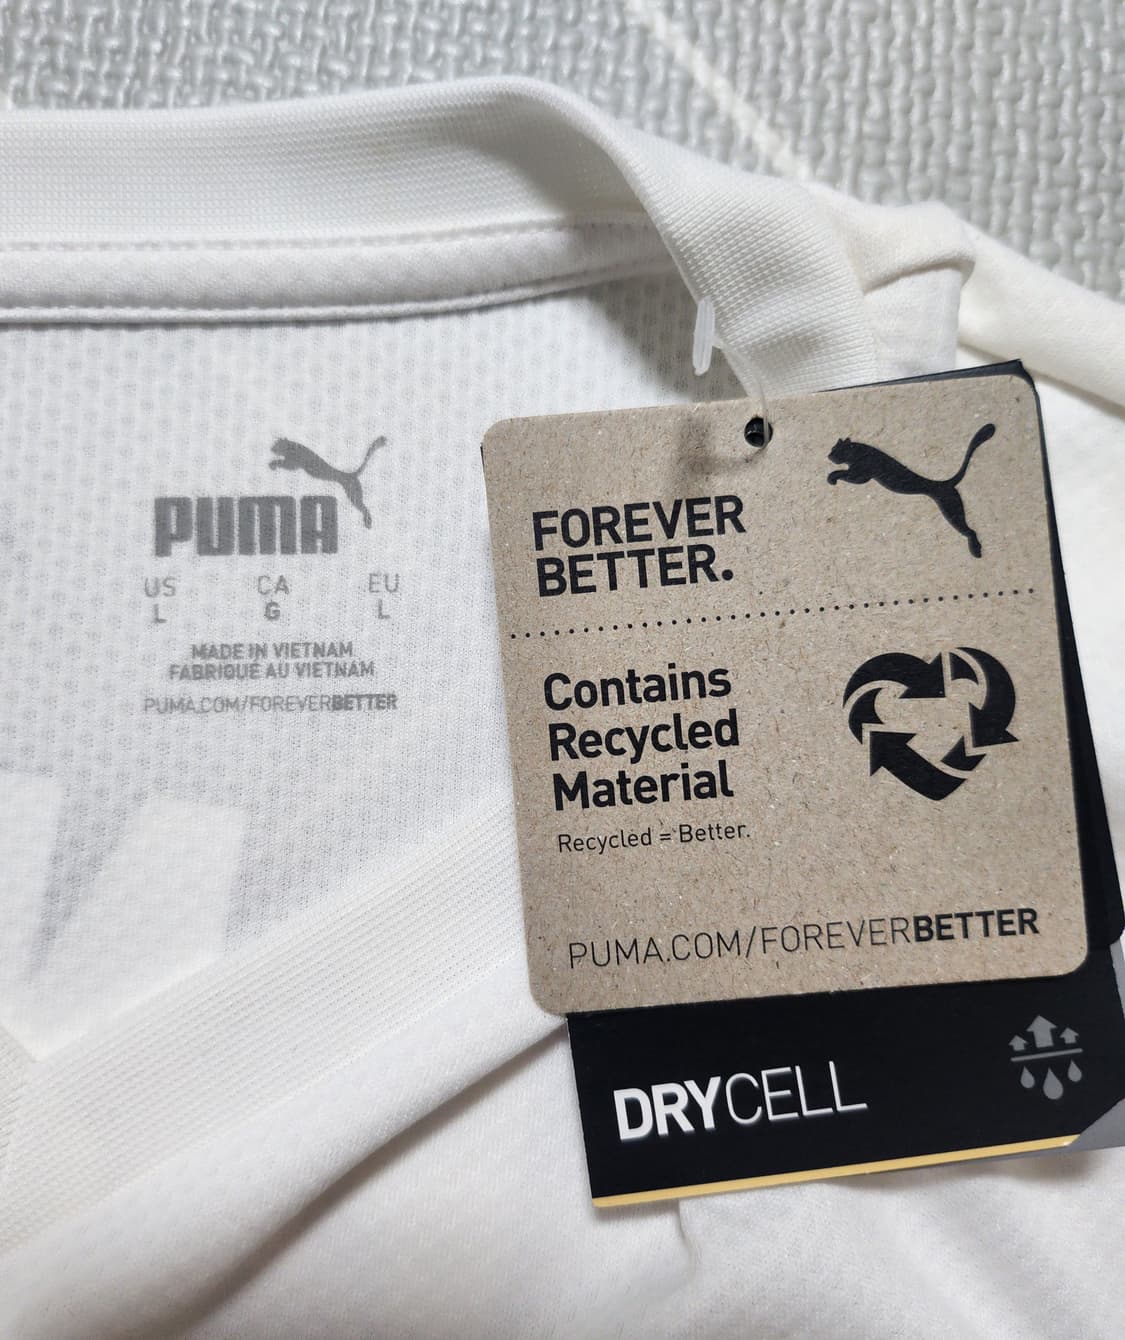 PUMA
US CA EU
L G L
MADE IN VIETNAM
FABRIQUÉ AU VIETNAM
PUMA.COM/FOREVERBETTER
FOREVER
BETTER.
Contains
Recycled
Material
Recycled = Better.
PUMA.COM/FOREVERBETTER
DRYCELL